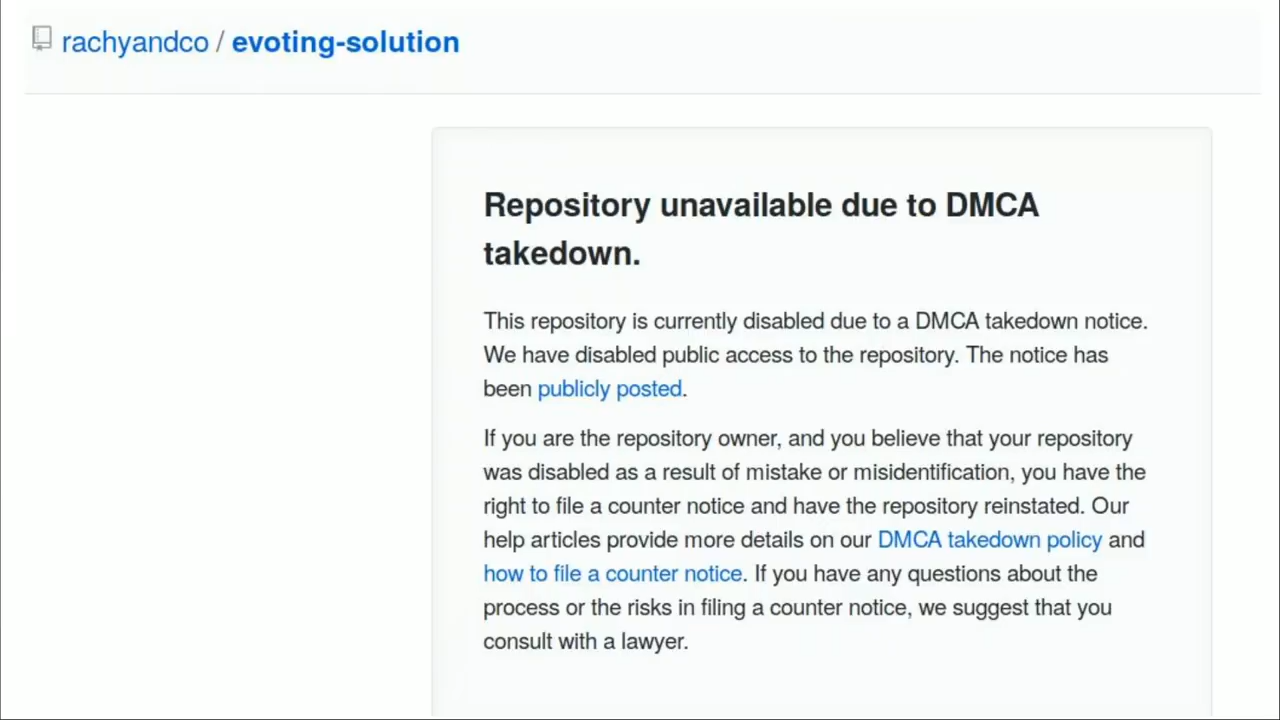 rachyandco / evoting-solution
Repository unavailable due to DMCA
takedown.
This repository is currently disabled due to a DMCA takedown notice.
We have disabled public access to the repository. The notice has
been publicly posted.
If you are the repository owner, and you believe that your repository
was disabled as a result of mistake or misidentification, you have the
right to file a counter notice and have the repository reinstated. Our
help articles provide more details on our DMCA takedown policy and
how to file a counter notice. If you have any questions about the
process or the risks in filing a counter notice, we suggest that you
consult with a lawyer.